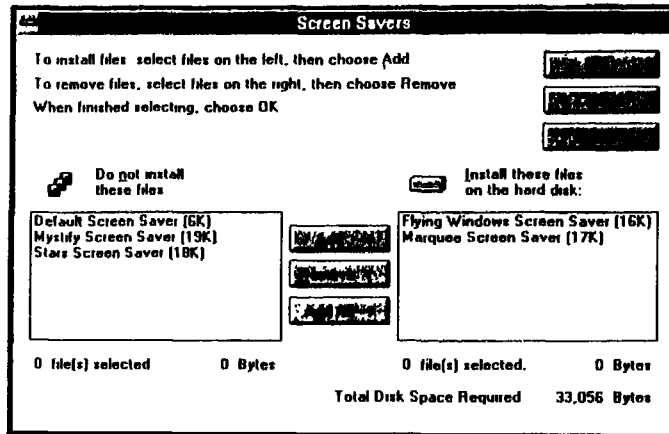 Screen Savers
To install files select files on the left, then choose Add
To remove files, select files on the right, then choose Remove
When finished selecting, choose OK
Do not install
these files
Install these files
on the hard disk:
Default Screen Saver (6K)
Mystify Screen Saver (19K)
Stars Screen Saver (18K)
Flying Windows Screen Saver (16K)
Marquee Screen Saver (17K)
Add All
0 file(s) selected 0 Bytes
0 file(s) selected. 0 Bytes
Total Disk Space Required 33,056 Bytes